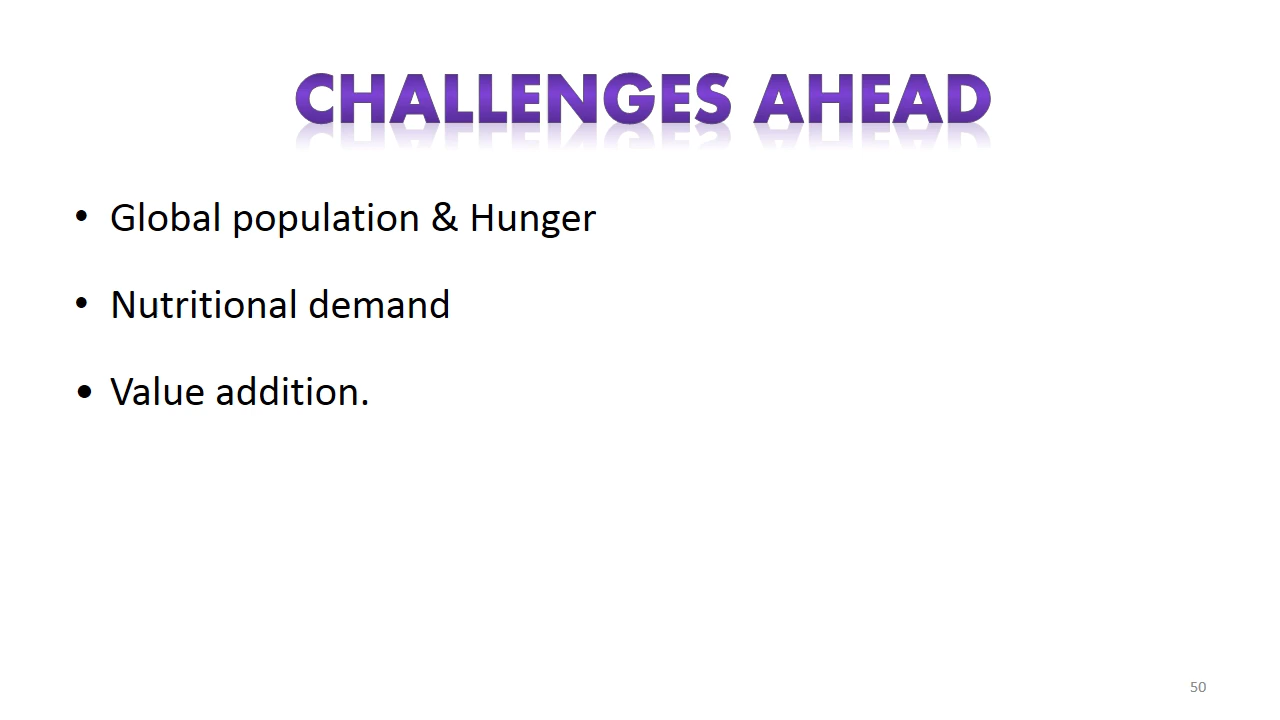 CHALLENGES AHEAD
• Global population & Hunger
• Nutritional demand
• Value addition.
50